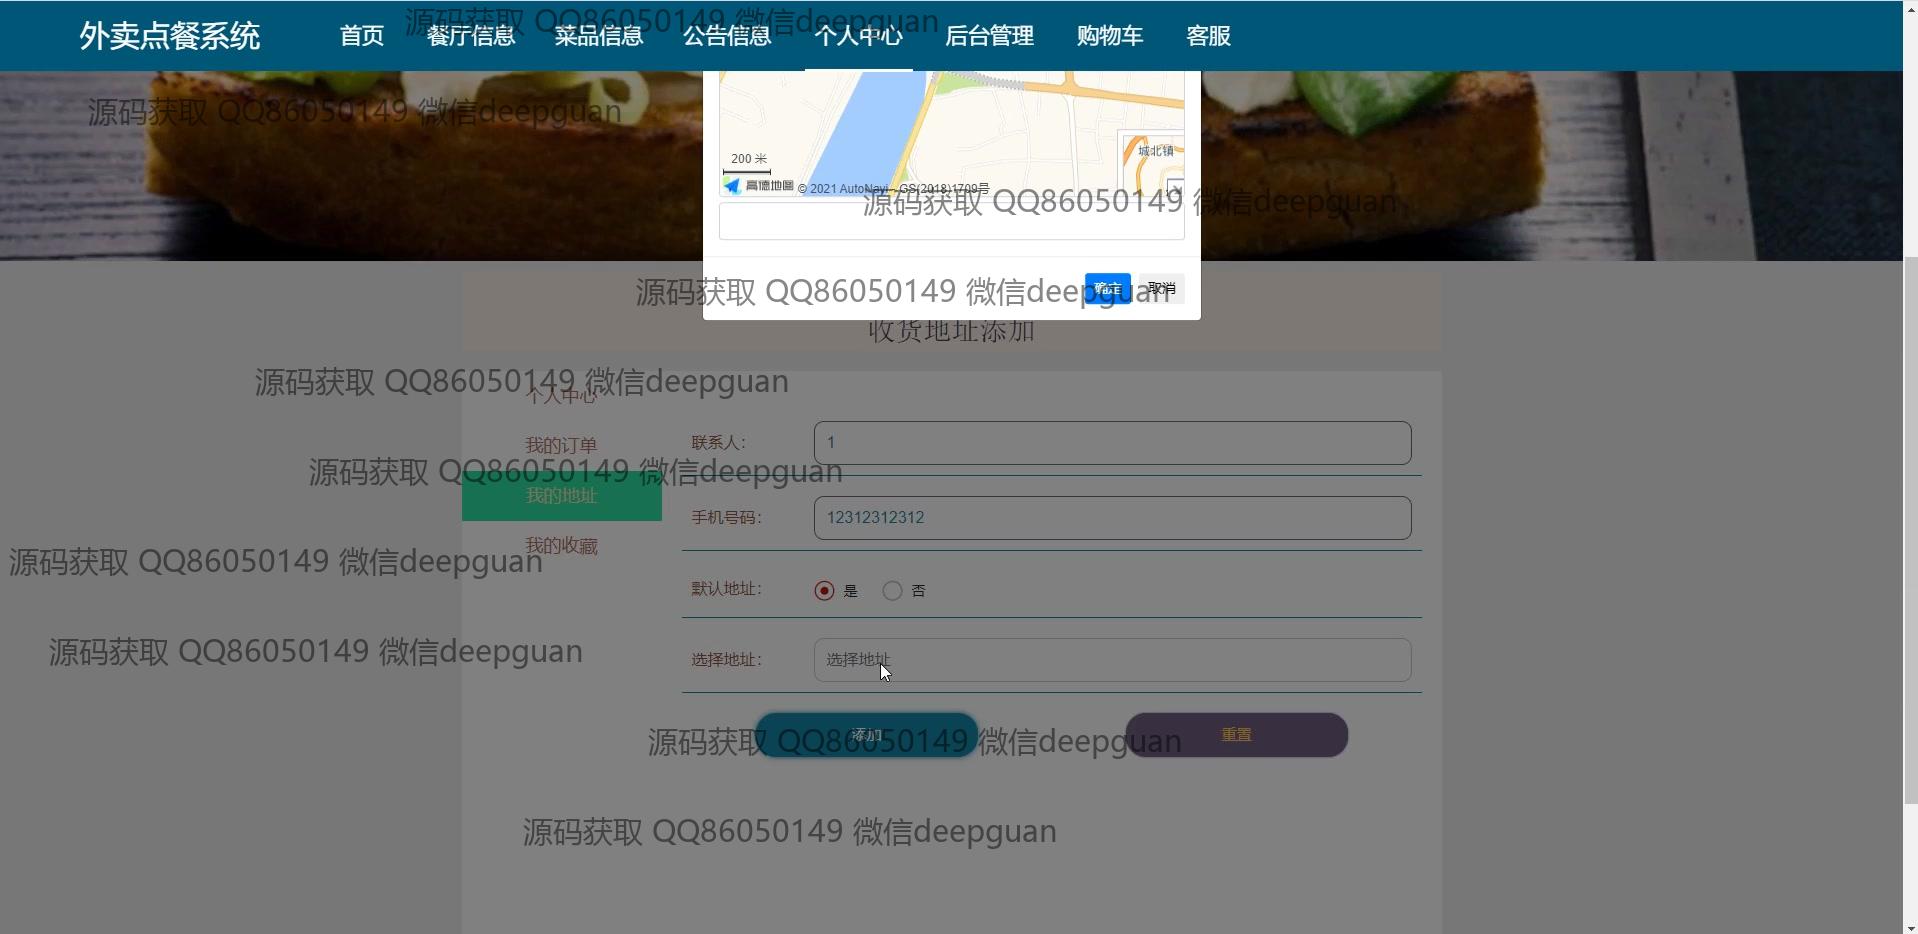 外卖点餐系统 首页 餐厅信息 菜品信息 公告信息 个人中心 后台管理 购物车 客服
源码获取 QQ86050149 微信deepguan
源码获取 QQ86050149 微信deepguan
城北镇
200 米
高德地图 © 2021 AutoNavi - GS(2018)1709号
源码获取 QQ86050149 微信deepguan
源码获取 QQ86050149 微信deepguan
确定 取消
收货地址添加
源码获取 QQ86050149 微信deepguan
个人中心
联系人: 1
我的订单
源码获取 QQ86050149 微信deepguan
我的地址
手机号码: 12312312312
我的收藏
源码获取 QQ86050149 微信deepguan
默认地址: 是 否
源码获取 QQ86050149 微信deepguan
选择地址: 选择地址
添加 重置
源码获取 QQ86050149 微信deepguan
源码获取 QQ86050149 微信deepguan